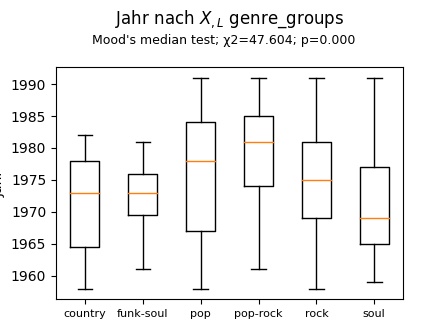 Jahr nach X,L genre_groups
Mood's median test; χ2=47.604; p=0.000
1990
1985
1980
1975
1970
1965
1960
country funk-soul pop pop-rock rock soul